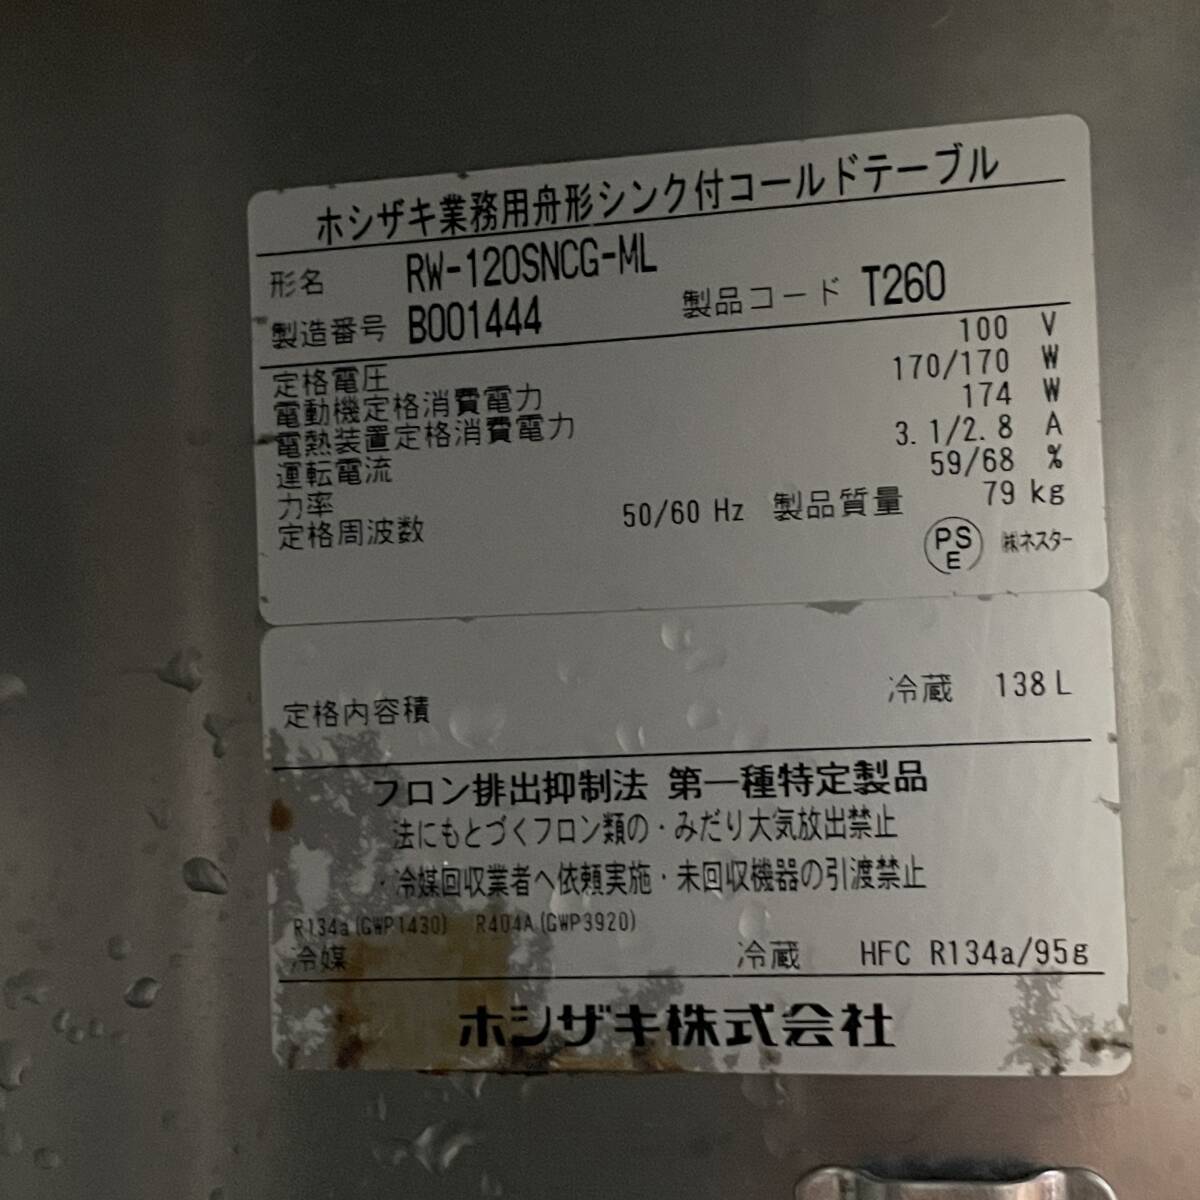 ホシザキ業務用舟形シンク付コールドテーブル
形名 RW-120SNCG-ML
製造番号 B001444 製品コード T260
定格電圧 100 V
電動機定格消費電力 170/170 W
電熱装置定格消費電力 174 W
運転電流 3.1/2.8 A
力率 59/68 %
定格周波数 50/60 Hz 製品質量 79 kg
PSE ㈱ネスター
定格内容積 冷蔵 138 L
フロン排出抑制法 第一種特定製品
法にもとづくフロン類の・みだり大気放出禁止
・冷媒回収業者へ依頼実施・未回収機器の引渡禁止
R134a(GWP1430) R404A(GWP3920)
冷媒 冷蔵 HFC R134a/95g
ホシザキ株式会社